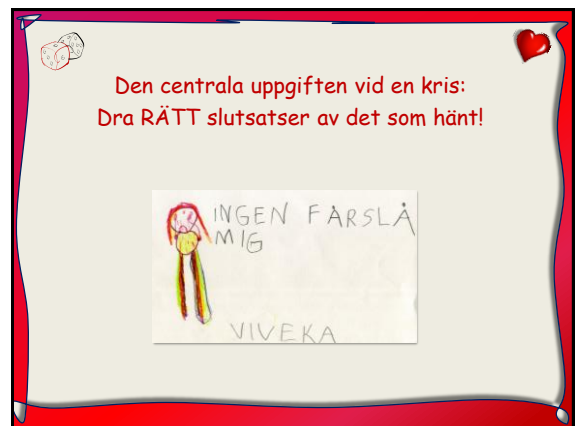 Den centrala uppgiften vid en kris:
Dra RÄTT slutsatser av det som hänt!
INGEN FÅRSLÅ
MIG
VIVEKA